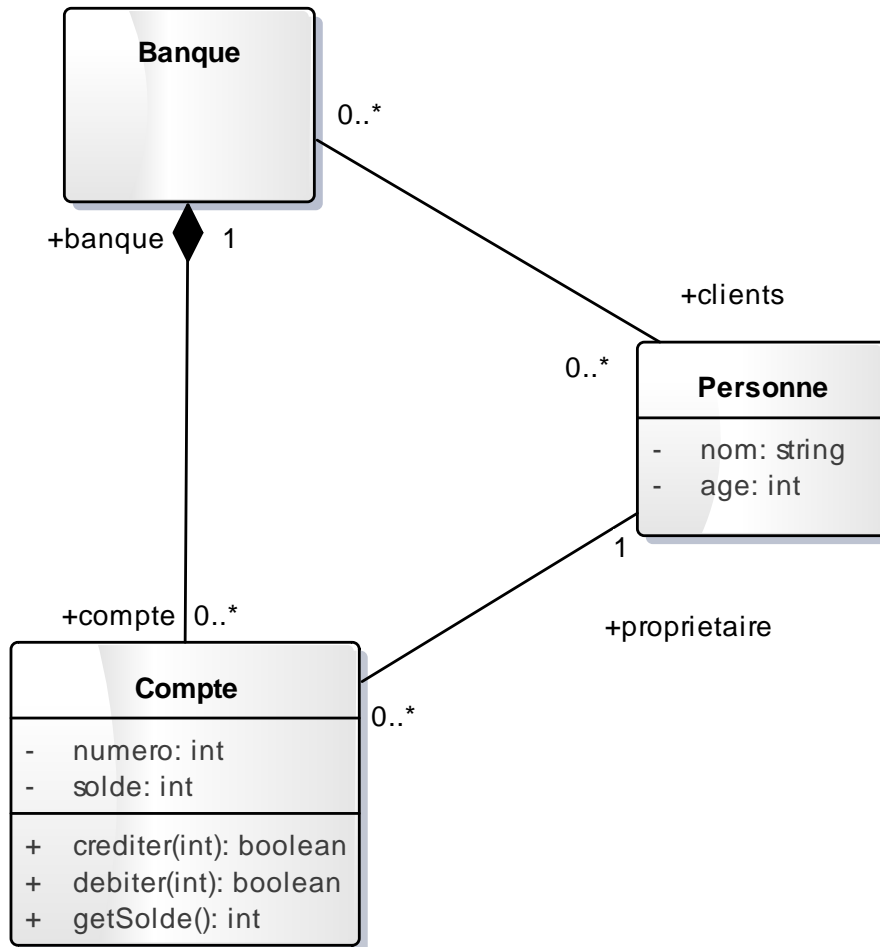 Banque
0..*
+banque 1
+clients
0..*
Personne
- nom: string
- age: int
1
+proprietaire
+compte 0..*
Compte
0..*
- numero: int
- solde: int
+ crediter(int): boolean
+ debiter(int): boolean
+ getSolde(): int